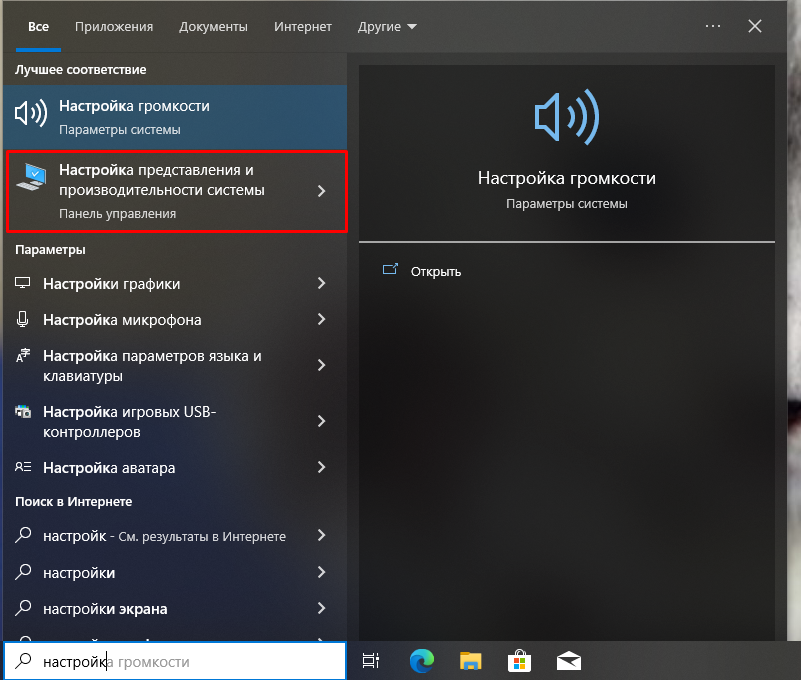 Все Приложения Документы Интернет Другие
Лучшее соответствие
Настройка громкости
Параметры системы
Настройка представления и
производительности системы
Панель управления
Параметры
Настройки графики
Настройка микрофона
Настройка параметров языка и
клавиатуры
Настройка игровых USB-
контроллеров
Настройка аватара
Поиск в Интернете
настройк - См. результаты в Интернете
настройки
настройки экрана
настройка громкости
Настройка громкости
Параметры системы
Открыть